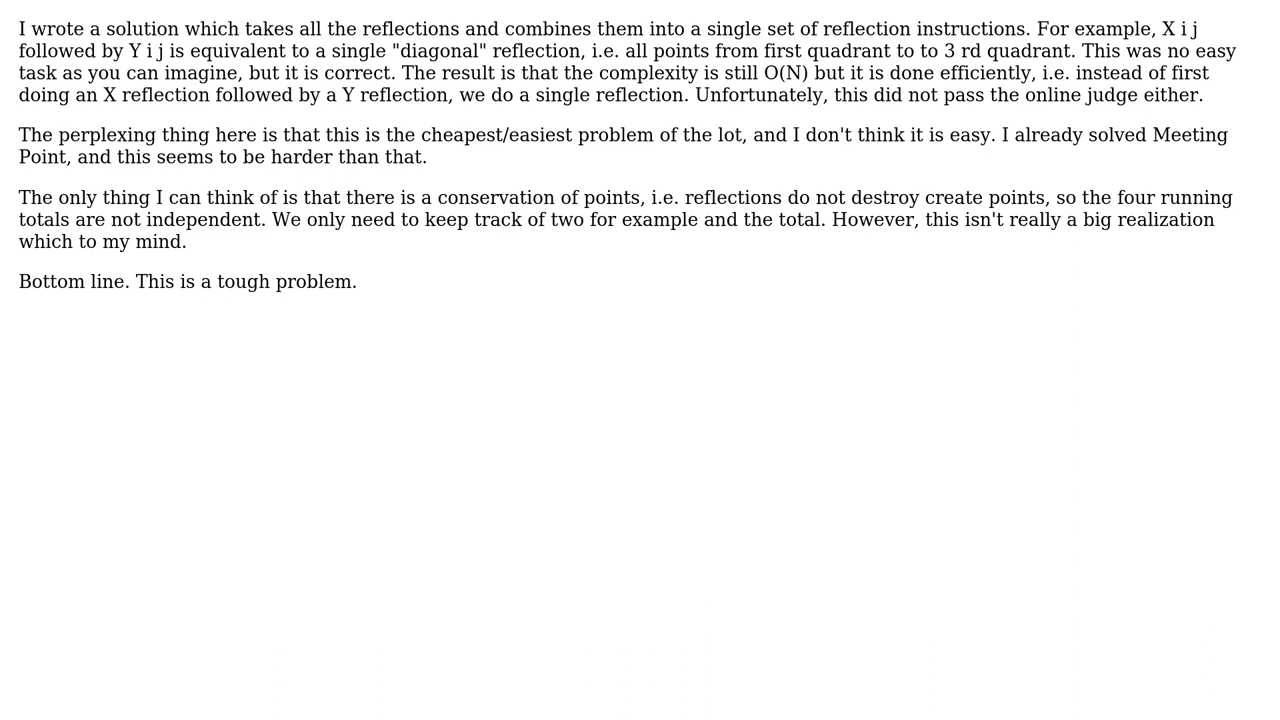 I wrote a solution which takes all the reflections and combines them into a single set of reflection instructions. For example, X i j
followed by Y i j is equivalent to a single "diagonal" reflection, i.e. all points from first quadrant to to 3 rd quadrant. This was no easy
task as you can imagine, but it is correct. The result is that the complexity is still O(N) but it is done efficiently, i.e. instead of first
doing an X reflection followed by a Y reflection, we do a single reflection. Unfortunately, this did not pass the online judge either.
The perplexing thing here is that this is the cheapest/easiest problem of the lot, and I don't think it is easy. I already solved Meeting
Point, and this seems to be harder than that.
The only thing I can think of is that there is a conservation of points, i.e. reflections do not destroy create points, so the four running
totals are not independent. We only need to keep track of two for example and the total. However, this isn't really a big realization
which to my mind.
Bottom line. This is a tough problem.